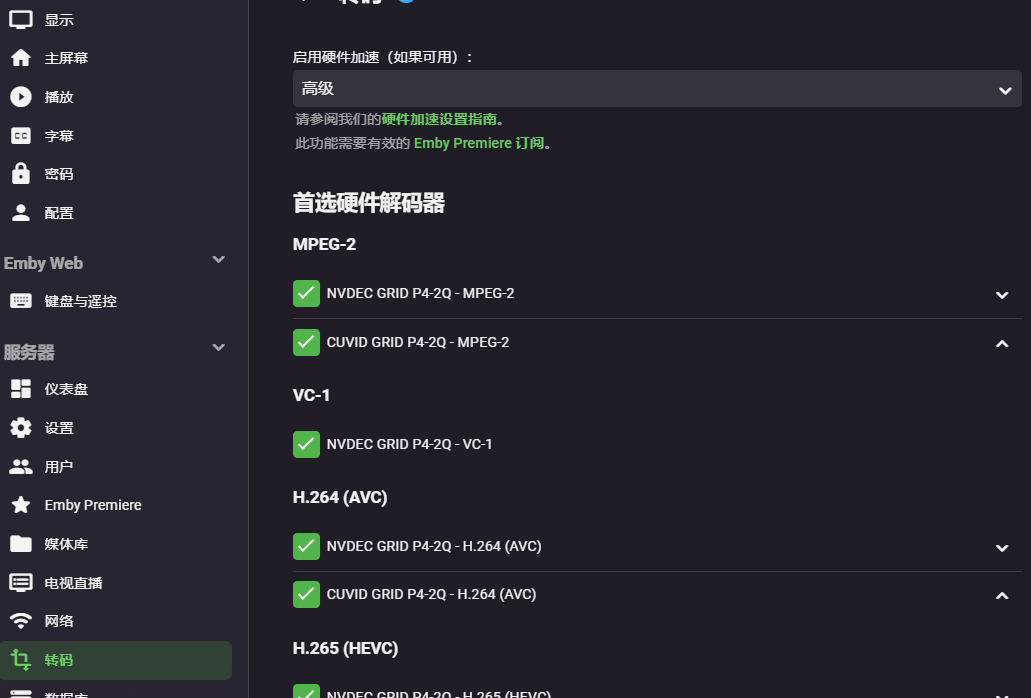 显示
主屏幕
播放
字幕
密码
配置
Emby Web
键盘与遥控
服务器
仪表盘
设置
用户
Emby Premiere
媒体库
电视直播
网络
转码
数据库
转码
启用硬件加速（如果可用）：
高级
请参阅我们的硬件加速设置指南。
此功能需要有效的 Emby Premiere 订阅。
首选硬件解码器
MPEG-2
NVDEC GRID P4-2Q - MPEG-2
CUVID GRID P4-2Q - MPEG-2
VC-1
NVDEC GRID P4-2Q - VC-1
H.264 (AVC)
NVDEC GRID P4-2Q - H.264 (AVC)
CUVID GRID P4-2Q - H.264 (AVC)
H.265 (HEVC)
NVDEC GRID P4-2Q - H.265 (HEVC)